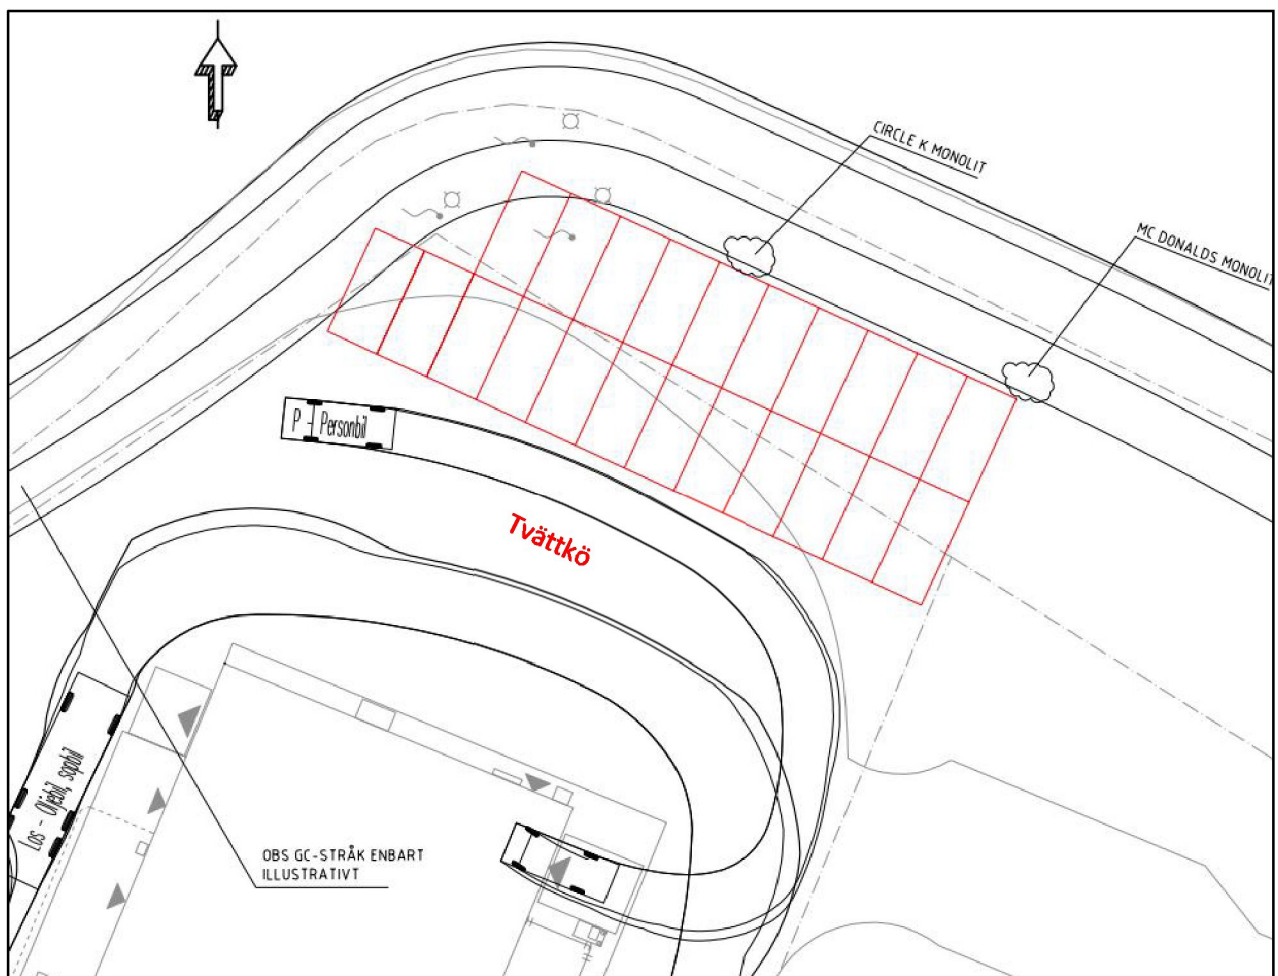 CIRCLE K MONOLIT
MC DONALDS MONOLIT
P - Personbil
Tvättkö
Los - Oljebil, sopbil
OBS GC-STRÅK ENBART
ILLUSTRATIVT